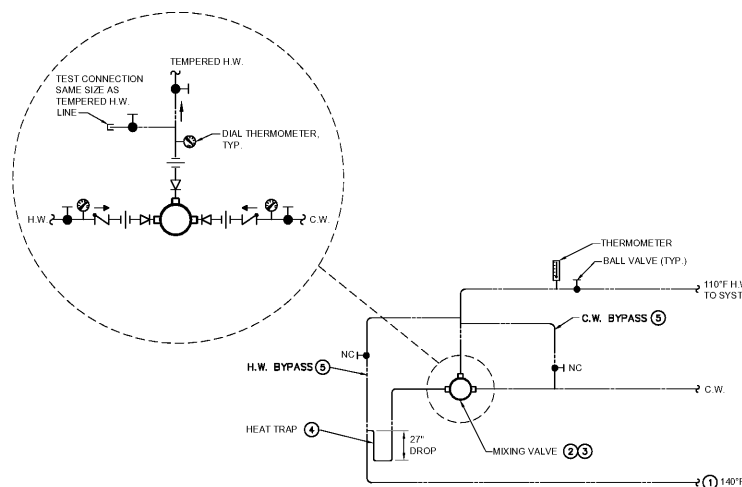 TEMPERED H.W.
TEST CONNECTION
SAME SIZE AS
TEMPERED H.W.
LINE
DIAL THERMOMETER,
TYP.
H.W.
C.W.
THERMOMETER
BALL VALVE (TYP.)
110°F H.W
TO SYST
C.W. BYPASS 5
NC
H.W. BYPASS 5
NC
C.W.
HEAT TRAP 4
27"
DROP
MIXING VALVE 2 3
1 140°F